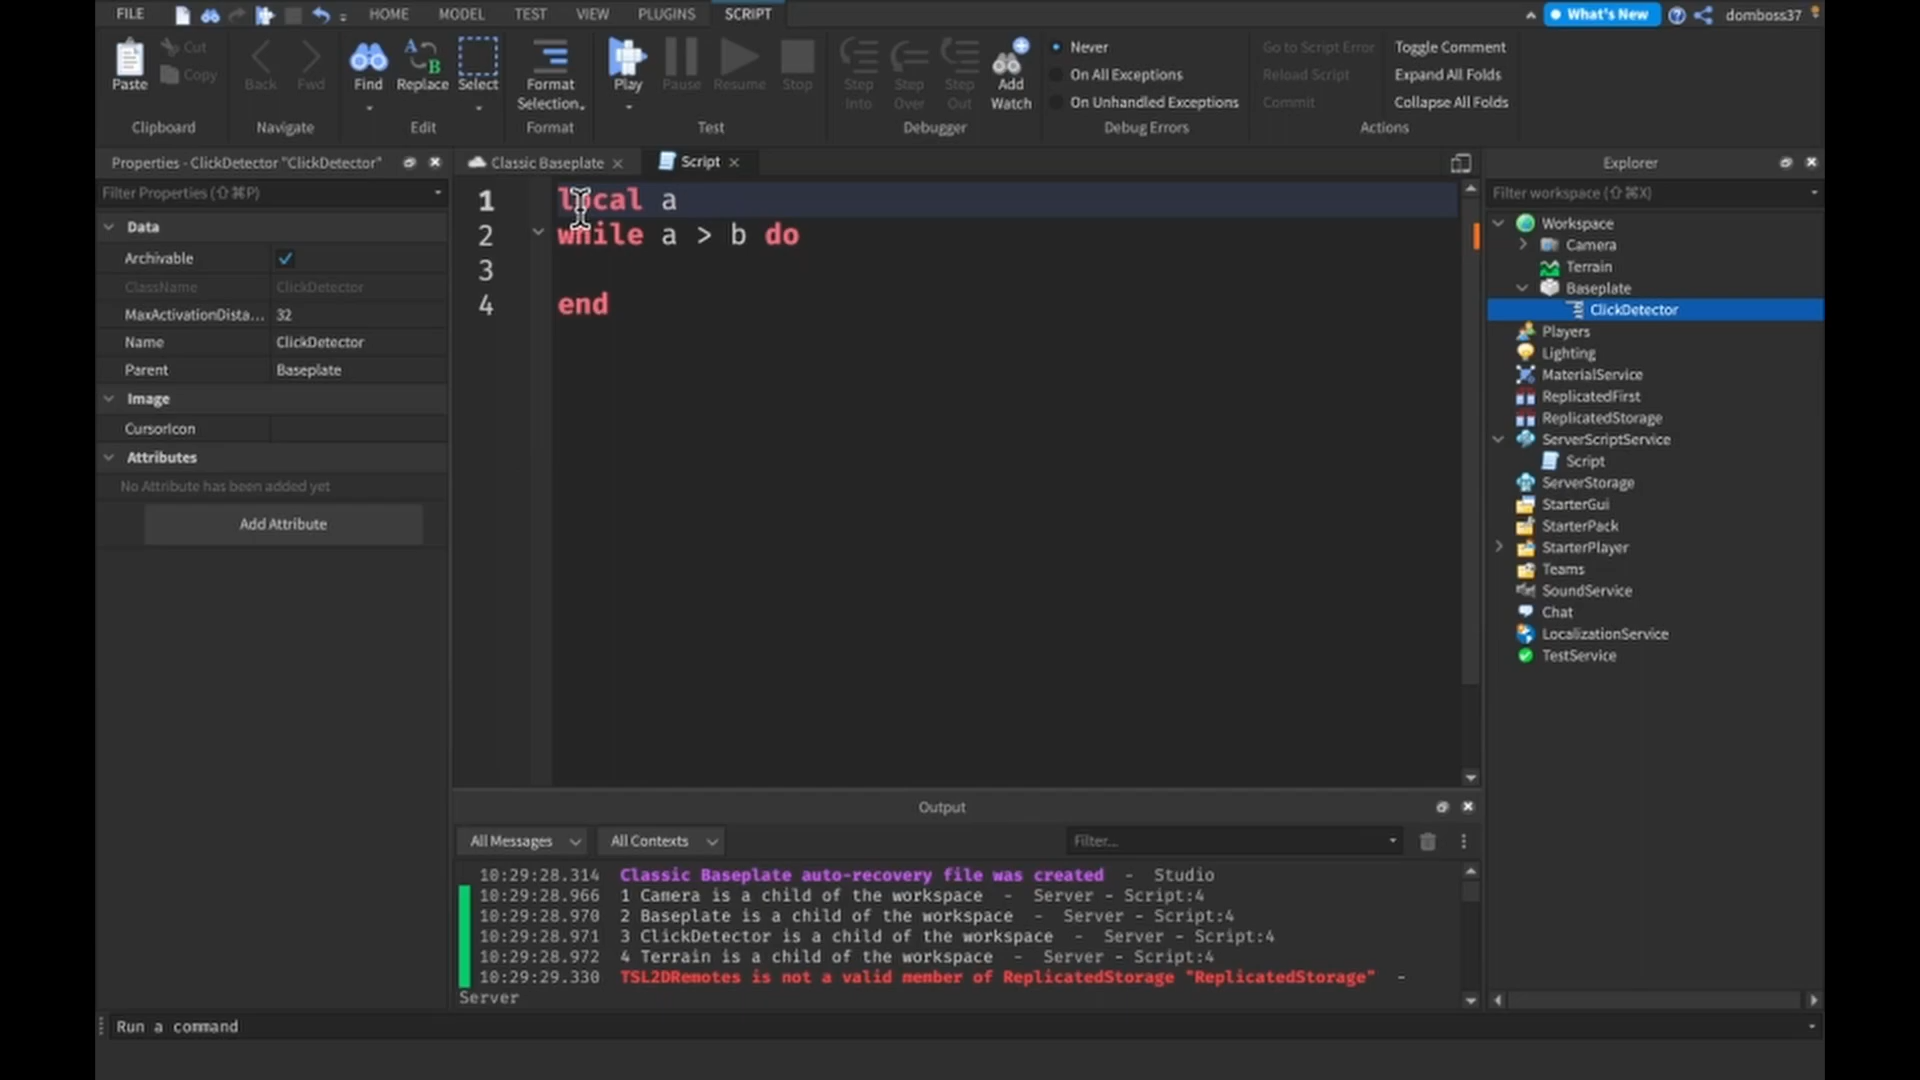 FILE HOME MODEL TEST VIEW PLUGINS SCRIPT What's New domboss37
Paste Cut Copy Back Fwd Find Replace Select Format Selection Play Pause Resume Stop Step Into Step Over Step Out Add Watch
Never
On All Exceptions
On Unhandled Exceptions
Go to Script Error
Reload Script
Commit
Toggle Comment
Expand All Folds
Collapse All Folds
Clipboard Navigate Edit Format Test Debugger Debug Errors Actions
Properties - ClickDetector "ClickDetector"
Filter Properties (⇧⌘P)
Data
Archivable
ClassName ClickDetector
MaxActivationDista... 32
Name ClickDetector
Parent Baseplate
Image
CursorIcon
Attributes
No Attribute has been added yet
Add Attribute
Classic Baseplate × Script ×
1 local a
2 while a > b do
3
4 end
Output
All Messages All Contexts Filter...
10:29:28.314 Classic Baseplate auto-recovery file was created - Studio
10:29:28.966 1 Camera is a child of the workspace - Server - Script:4
10:29:28.970 2 Baseplate is a child of the workspace - Server - Script:4
10:29:28.971 3 ClickDetector is a child of the workspace - Server - Script:4
10:29:28.972 4 Terrain is a child of the workspace - Server - Script:4
10:29:29.330 TSL2DRemotes is not a valid member of ReplicatedStorage "ReplicatedStorage" -
Server
Run a command
Explorer
Filter workspace (⇧⌘X)
Workspace
Camera
Terrain
Baseplate
ClickDetector
Players
Lighting
MaterialService
ReplicatedFirst
ReplicatedStorage
ServerScriptService
Script
ServerStorage
StarterGui
StarterPack
StarterPlayer
Teams
SoundService
Chat
LocalizationService
TestService